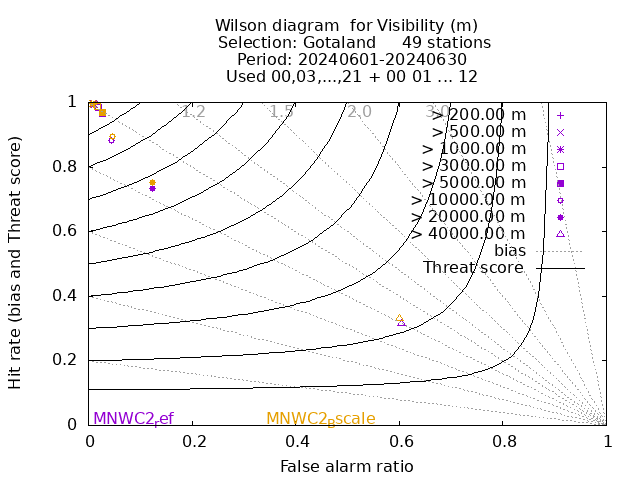 Wilson diagram  for Visibility (m)
Selection: Gotaland     49 stations
Period: 20240601-20240630
Used 00,03,...,21 + 00 01 ... 12
Hit rate (bias and Threat score)
1
0.8
0.6
0.4
0.2
0
1.2
1.5
2.0
3.0
> 200.00 m
> 500.00 m
> 1000.00 m
> 3000.00 m
> 5000.00 m
> 10000.00 m
> 20000.00 m
> 40000.00 m
bias
Threat score
MNWC2ref
MNWC2Bscale
0
0.2
0.4
0.6
0.8
1
False alarm ratio